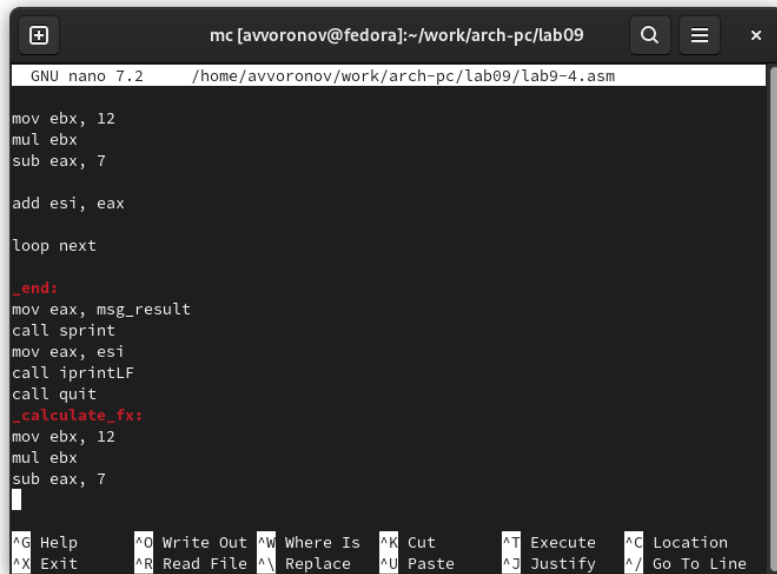 mc [avvoronov@fedora]:~/work/arch-pc/lab09
GNU nano 7.2 /home/avvoronov/work/arch-pc/lab09/lab9-4.asm
mov ebx, 12
mul ebx
sub eax, 7
add esi, eax
loop next
_end:
mov eax, msg_result
call sprint
mov eax, esi
call iprintLF
call quit
_calculate_fx:
mov ebx, 12
mul ebx
sub eax, 7
^G Help ^O Write Out ^W Where Is ^K Cut ^T Execute ^C Location
^X Exit ^R Read File ^\ Replace ^U Paste ^J Justify ^/ Go To Line